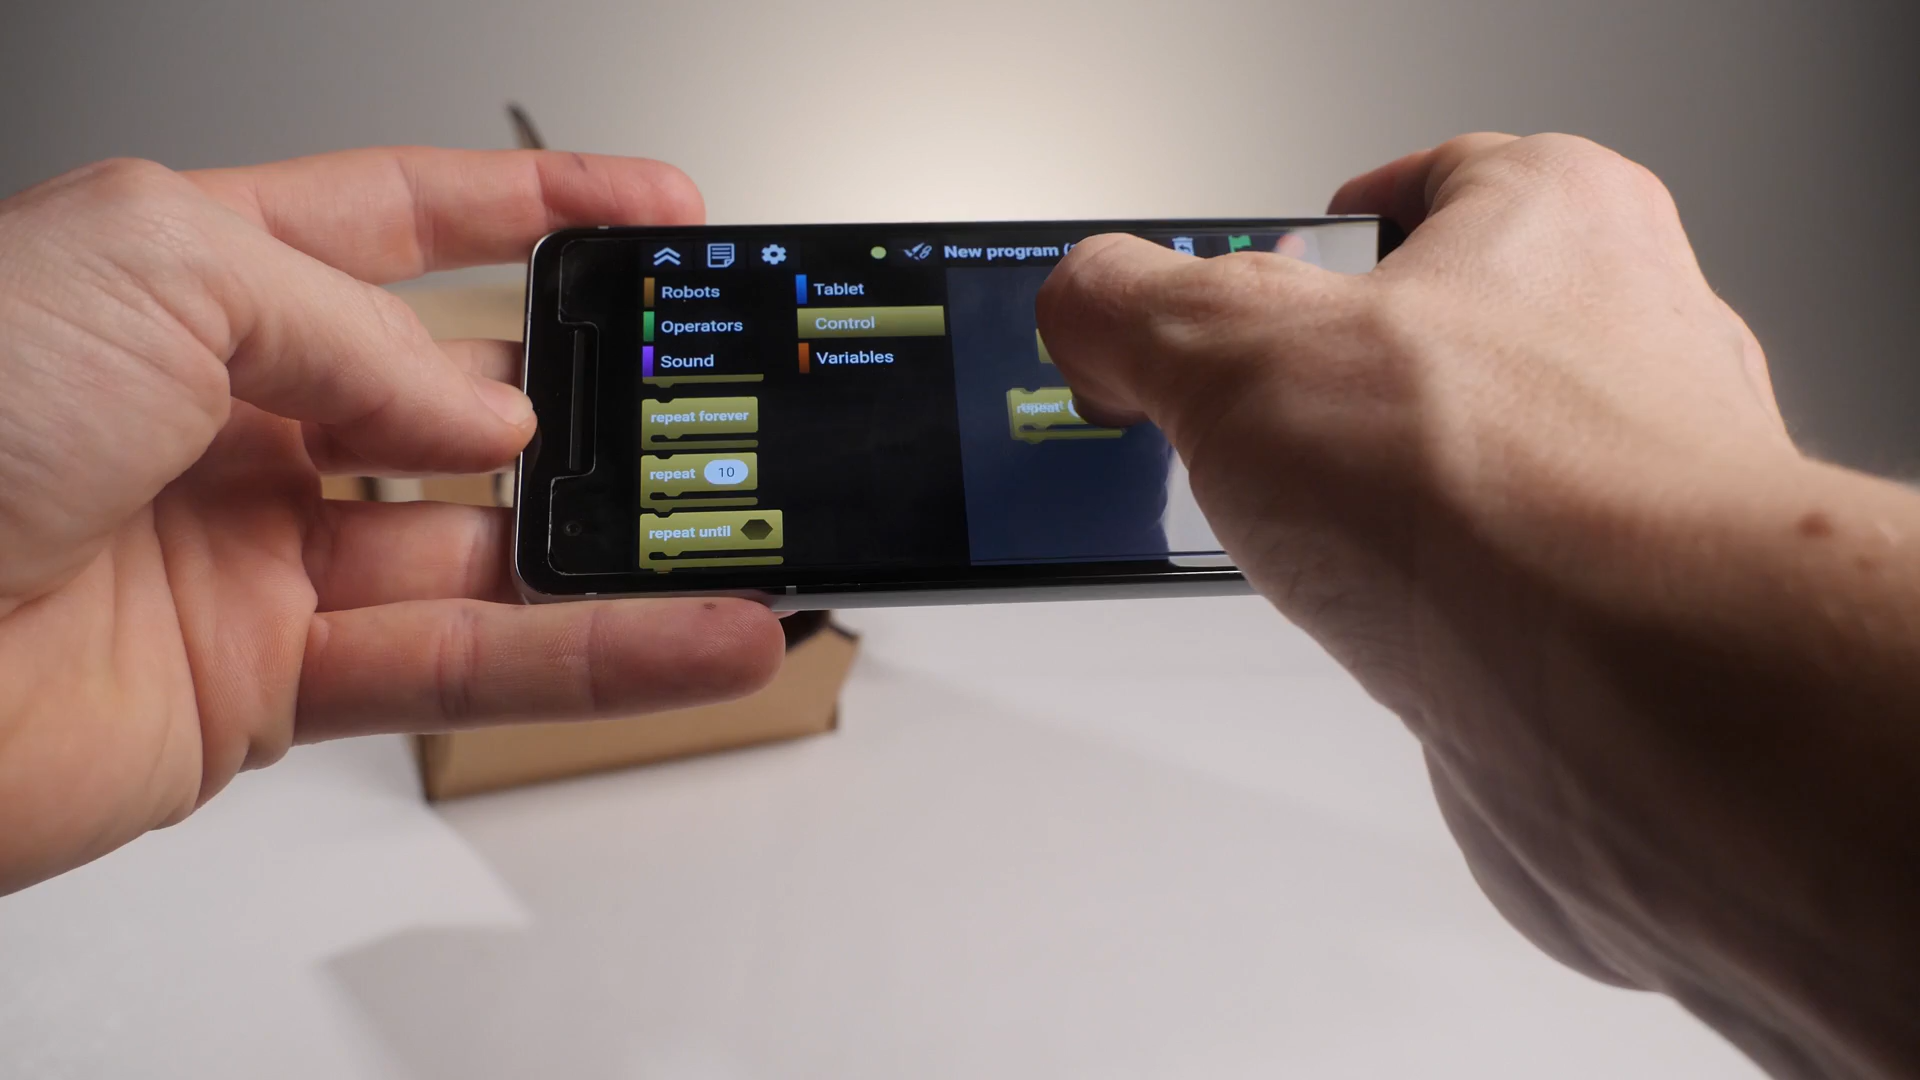 New program (
Robots
Tablet
Operators
Control
Sound
Variables
repeat forever
repeat 10
repeat until
repeat